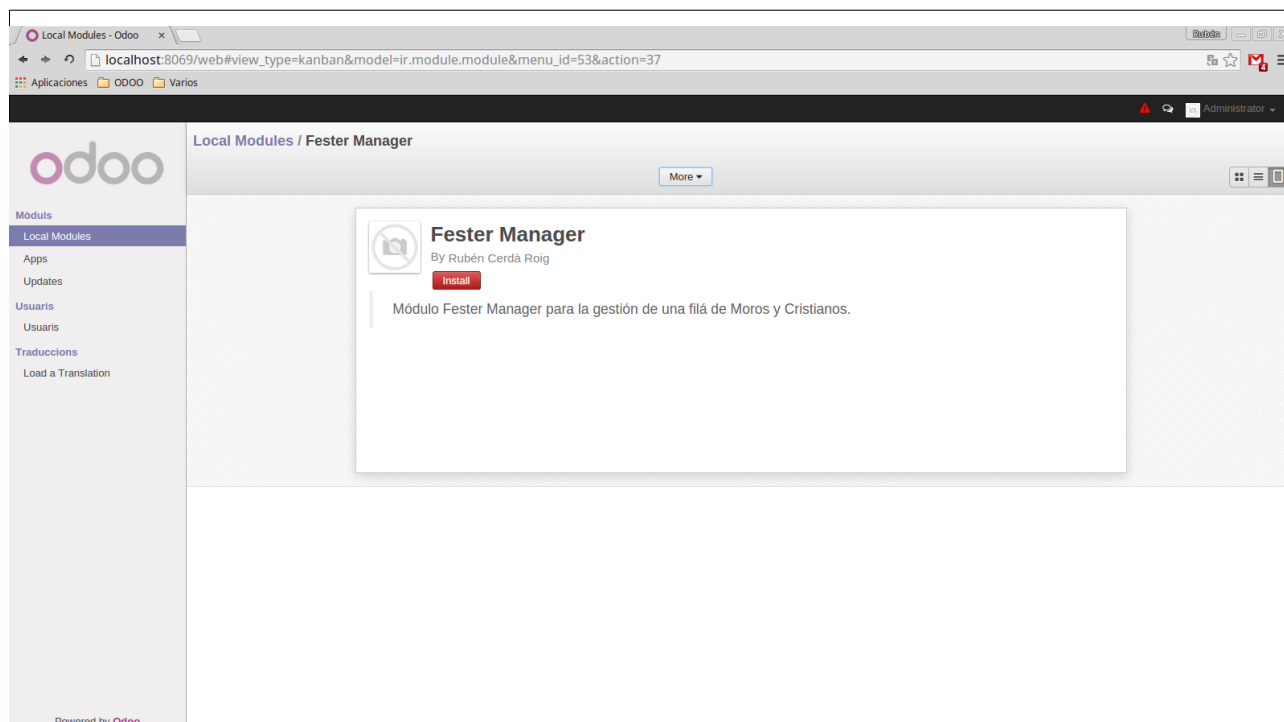 Local Modules - Odoo
Rubén
localhost:8069/web#view_type=kanban&model=ir.module.module&menu_id=53&action=37
4
Aplicaciones ODOO Varios
Administrator
odoo
Local Modules / Fester Manager
More
Mòduls
Local Modules
Apps
Updates
Usuaris
Usuaris
Traduccions
Load a Translation
Fester Manager
By Rubén Cerdà Roig
Install
Módulo Fester Manager para la gestión de una filá de Moros y Cristianos.
Powered by Odoo